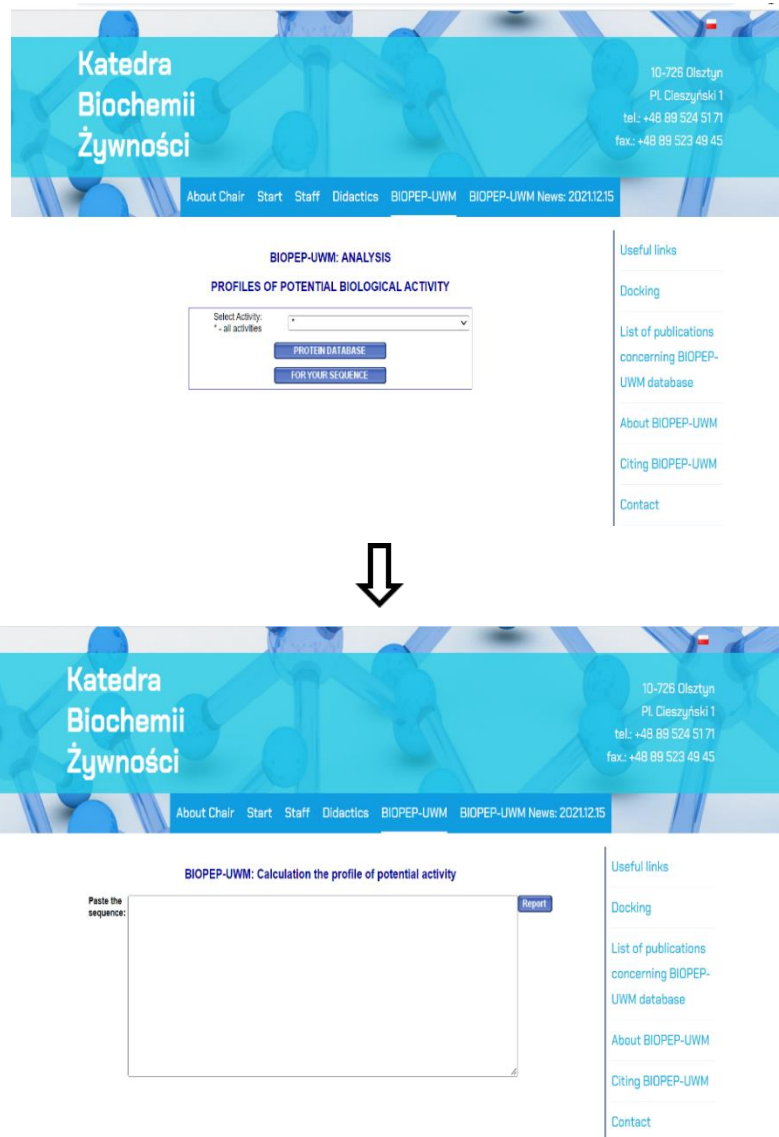 Katedra
Biochemii
Żywności
10-726 Olsztyn
Pl. Cieszyński 1
tel.: +48 89 524 51 71
fax.: +48 89 523 49 45
About Chair Start Staff Didactics BIOPEP-UWM BIOPEP-UWM News: 2021.12.15
BIOPEP-UWM: ANALYSIS
PROFILES OF POTENTIAL BIOLOGICAL ACTIVITY
Select Activity:
* - all activities
*
PROTEIN DATABASE
FOR YOUR SEQUENCE
Useful links
Docking
List of publications
concerning BIOPEP-
UWM database
About BIOPEP-UWM
Citing BIOPEP-UWM
Contact
Katedra
Biochemii
Żywności
10-726 Olsztyn
Pl. Cieszyński 1
tel.: +48 89 524 51 71
fax.: +48 89 523 49 45
About Chair Start Staff Didactics BIOPEP-UWM BIOPEP-UWM News: 2021.12.15
BIOPEP-UWM: Calculation the profile of potential activity
Paste the
sequence:
Report
Useful links
Docking
List of publications
concerning BIOPEP-
UWM database
About BIOPEP-UWM
Citing BIOPEP-UWM
Contact